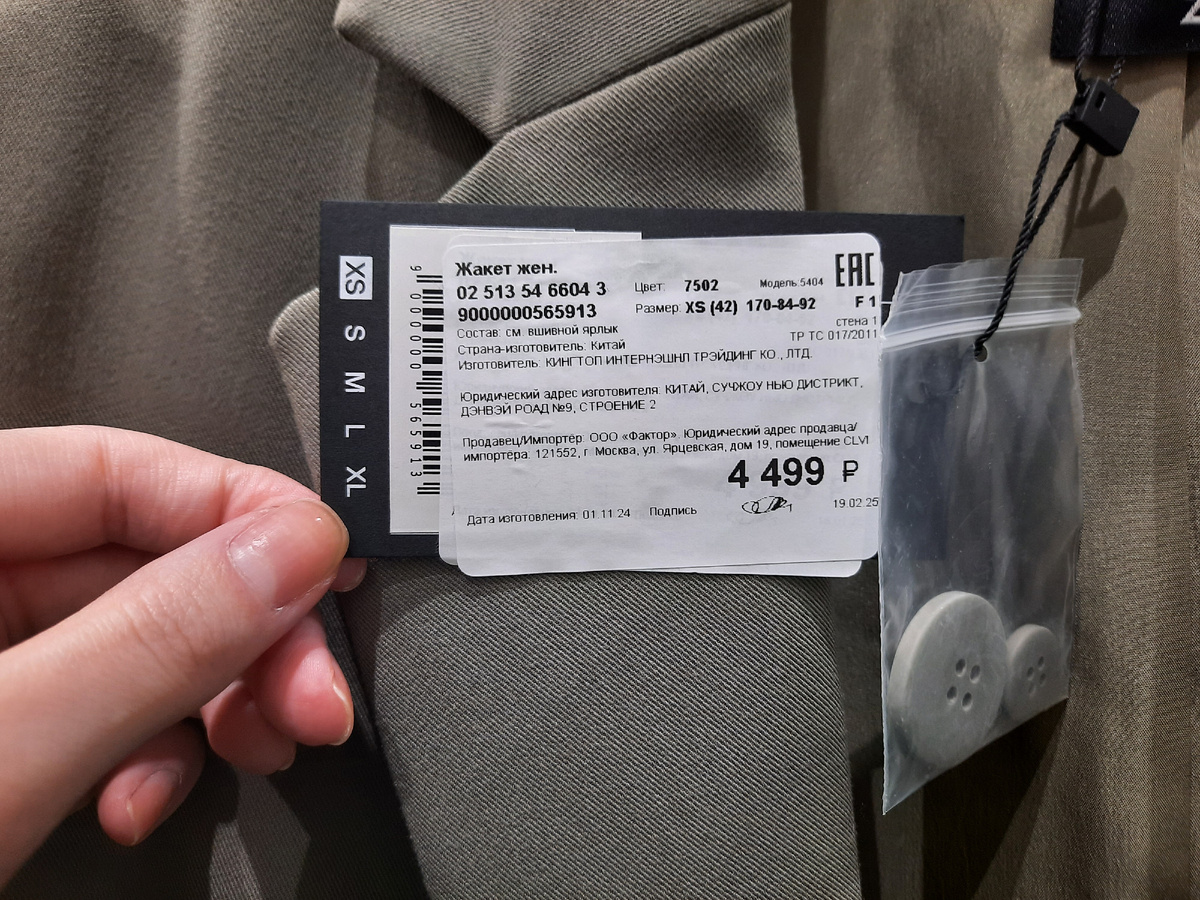 XS
S
M
L
XL
9000000565913
Жакет жен.
02 513 54 6604 3
9000000565913
Цвет: 7502 Модель:5404
Размер: XS (42) 170-84-92
EAC
F 1
стена 1
ТР ТС 017/2011
Состав: см. вшивной ярлык
Страна-изготовитель: Китай
Изготовитель: КИНГТОП ИНТЕРНЭШНЛ ТРЭЙДИНГ КО., ЛТД.
Юридический адрес изготовителя: КИТАЙ, СУЧЖОУ НЬЮ ДИСТРИКТ,
ДЭНВЭЙ РОАД №9, СТРОЕНИЕ 2
Продавец/Импортёр: ООО «Фактор». Юридический адрес продавца/
импортёра: 121552, г. Москва, ул. Ярцевская, дом 19, помещение CLVI
4 499 ₽
Дата изготовления: 01.11.24 Подпись 19.02.25